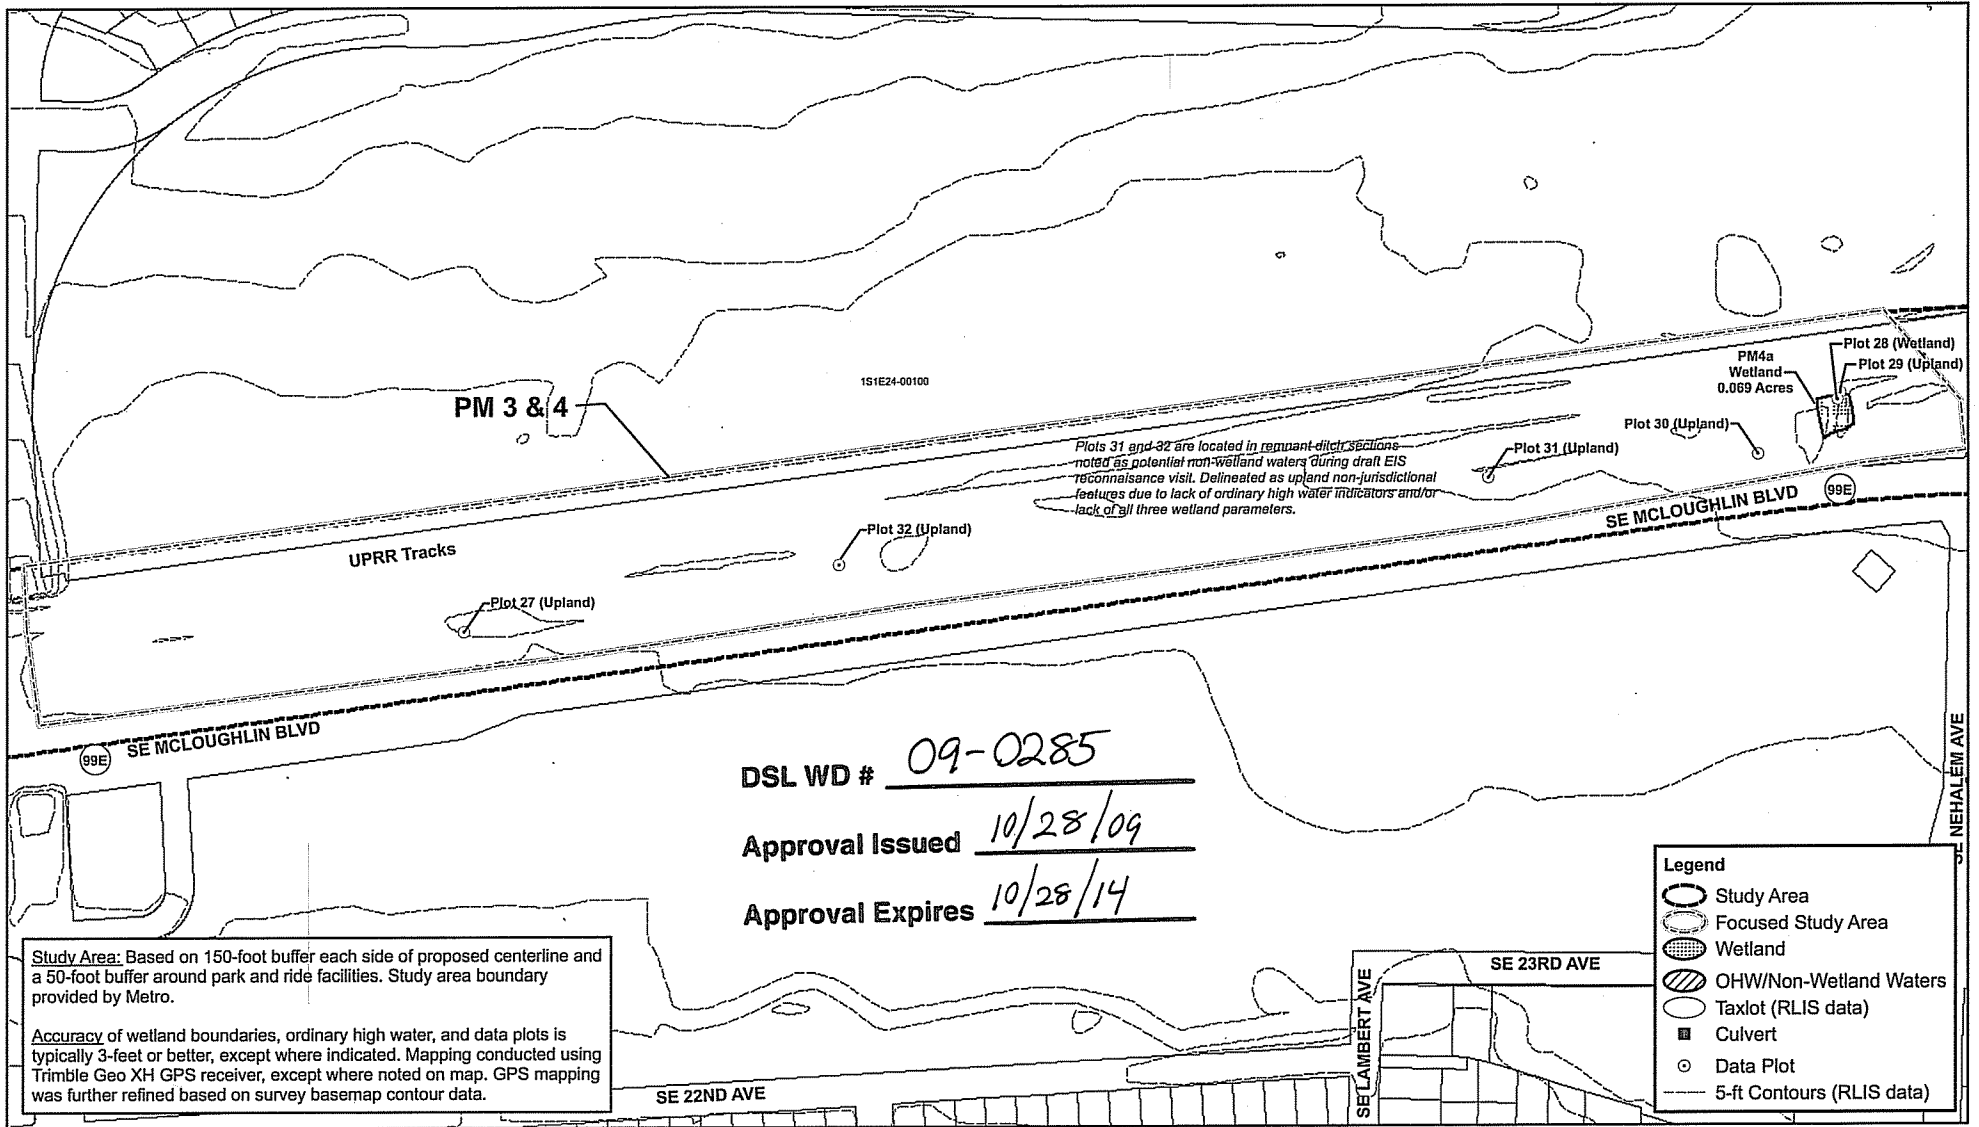 Plot 28 (Wetland)
PM4a
Wetland
0.069 Acres
Plot 29 (Upland)
1S1E24-00100
PM 3 & 4
Plot 30 (Upland)
Plots 31 and 32 are located in remnant ditch sections
noted as potential non-wetland waters during draft EIS
reconnaisance visit. Delineated as upland non-jurisdictional
features due to lack of ordinary high water indicators and/or
lack of all three wetland parameters.
Plot 31 (Upland)
99E
SE MCLOUGHLIN BLVD
Plot 32 (Upland)
UPRR Tracks
Plot 27 (Upland)
SE MCLOUGHLIN BLVD
99E
DSL WD # 09-0285
Approval Issued 10/28/09
Approval Expires 10/28/14
SE NEHALEM AVE
Legend
Study Area
Focused Study Area
Wetland
OHW/Non-Wetland Waters
Taxlot (RLIS data)
Culvert
Data Plot
5-ft Contours (RLIS data)
Study Area: Based on 150-foot buffer each side of proposed centerline and
a 50-foot buffer around park and ride facilities. Study area boundary
provided by Metro.
Accuracy of wetland boundaries, ordinary high water, and data plots is
typically 3-feet or better, except where indicated. Mapping conducted using
Trimble Geo XH GPS receiver, except where noted on map. GPS mapping
was further refined based on survey basemap contour data.
SE 23RD AVE
SE LAMBERT AVE
SE 22ND AVE